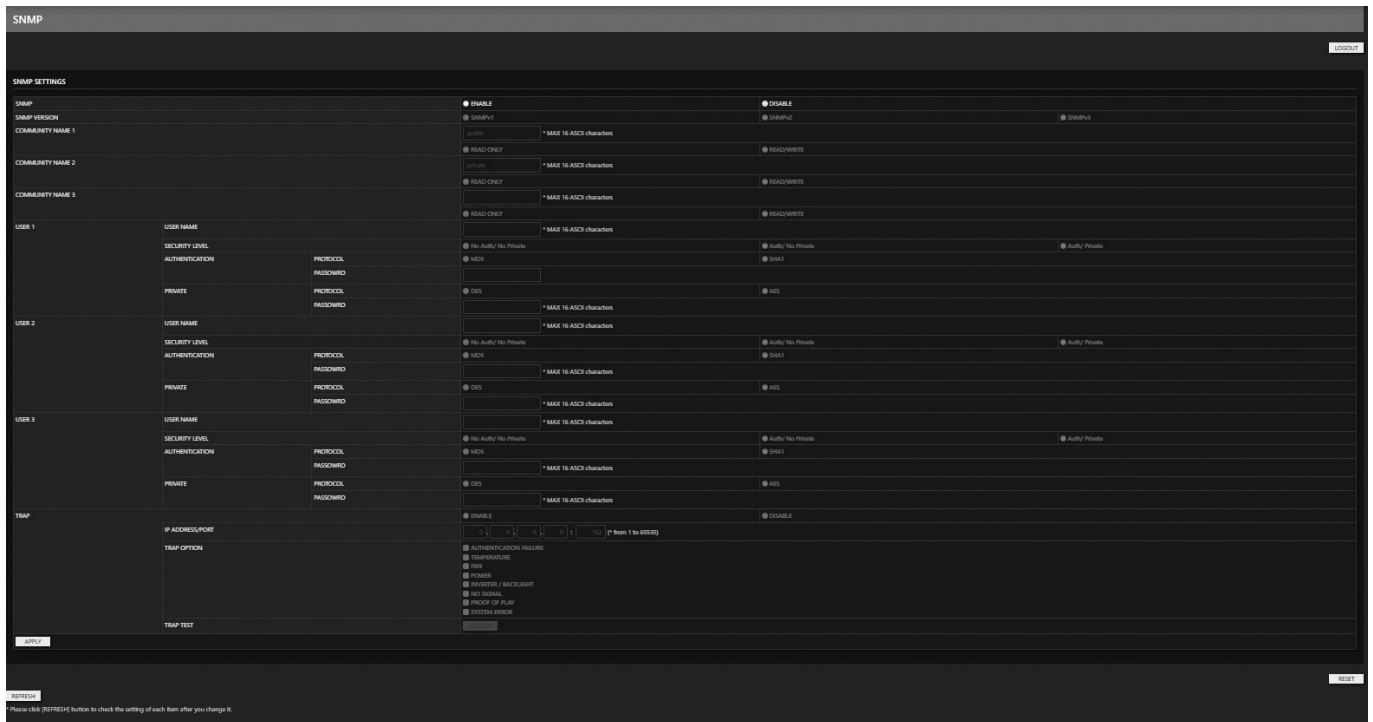 SNMP
LOGOUT
SNMP SETTINGS
SNMP ENABLE DISABLE
SNMP VERSION SNMPv1 SNMPv2 SNMPv3
COMMUNITY NAME 1 public * MAX 16 ASCII characters
READ ONLY READ/WRITE
COMMUNITY NAME 2 private * MAX 16 ASCII characters
READ ONLY READ/WRITE
COMMUNITY NAME 3 * MAX 16 ASCII characters
READ ONLY READ/WRITE
USER 1 USER NAME * MAX 16 ASCII characters
SECURITY LEVEL No Auth/ No Private Auth/ No Private Auth/ Private
AUTHENTICATION PROTOCOL MD5 SHA1
PASSOWRD
PRIVATE PROTOCOL DES AES
PASSOWRD * MAX 16 ASCII characters
USER 2 USER NAME * MAX 16 ASCII characters
SECURITY LEVEL No Auth/ No Private Auth/ No Private Auth/ Private
AUTHENTICATION PROTOCOL MD5 SHA1
PASSOWRD * MAX 16 ASCII characters
PRIVATE PROTOCOL DES AES
PASSOWRD * MAX 16 ASCII characters
USER 3 USER NAME * MAX 16 ASCII characters
SECURITY LEVEL No Auth/ No Private Auth/ No Private Auth/ Private
AUTHENTICATION PROTOCOL MD5 SHA1
PASSOWRD * MAX 16 ASCII characters
PRIVATE PROTOCOL DES AES
PASSOWRD * MAX 16 ASCII characters
TRAP ENABLE DISABLE
IP ADDRESS/PORT 0 . 0 . 0 . 0 : 162 (* from 1 to 65535)
TRAP OPTION AUTHENTICATION FAILURE
TEMPERATURE
FAN
POWER
INVERTER / BACKLIGHT
NO SIGNAL
PROOF OF PLAY
SYSTEM ERROR
TRAP TEST
APPLY
RESET
REFRESH
* Please click [REFRESH] button to check the setting of each item after you change it.